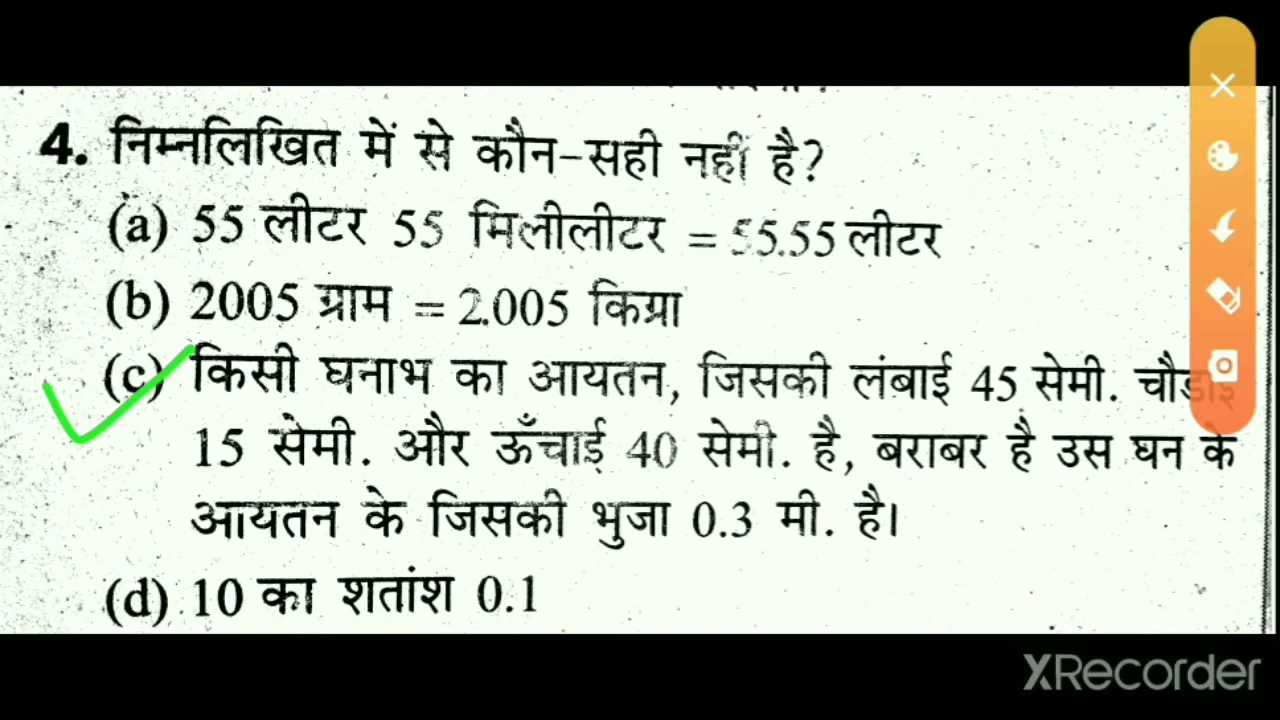 4. निम्नलिखित में से कौन-सही नहीं है?
(a) 55 लीटर 55 मिलीलीटर = 55.55 लीटर
(b) 2005 ग्राम = 2.005 किग्रा
(c) किसी घनाभ का आयतन, जिसकी लंबाई 45 सेमी. चौड़ाई
15 सेमी. और ऊँचाई 40 सेमी. है, बराबर है उस घन के
आयतन के जिसकी भुजा 0.3 मी. है।
(d) 10 का शतांश 0.1
XRecorder